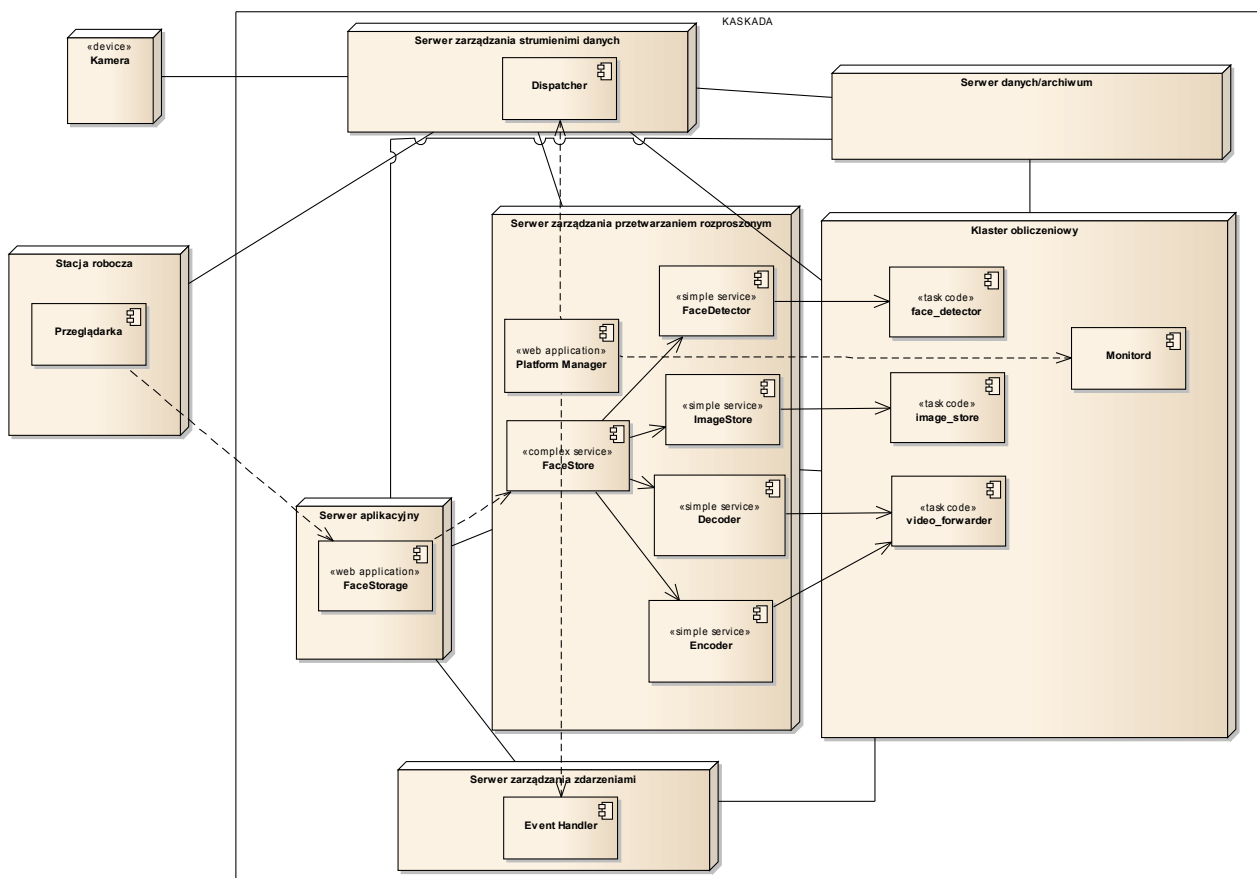 KASKADA
«device»
Kamera
Serwer zarządzania strumienimi danych
Dispatcher
Serwer danych/archiwum
Stacja robocza
Przeglądarka
Serwer zarządzania przetwarzaniem rozproszonym
«simple service»
FaceDetector
«web application»
Platform Manager
«simple service»
ImageStore
«complex service»
FaceStore
«simple service»
Decoder
«simple service»
Encoder
Klaster obliczeniowy
«task code»
face_detector
Monitord
«task code»
image_store
«task code»
video_forwarder
Serwer aplikacyjny
«web application»
FaceStorage
Serwer zarządzania zdarzeniami
Event Handler